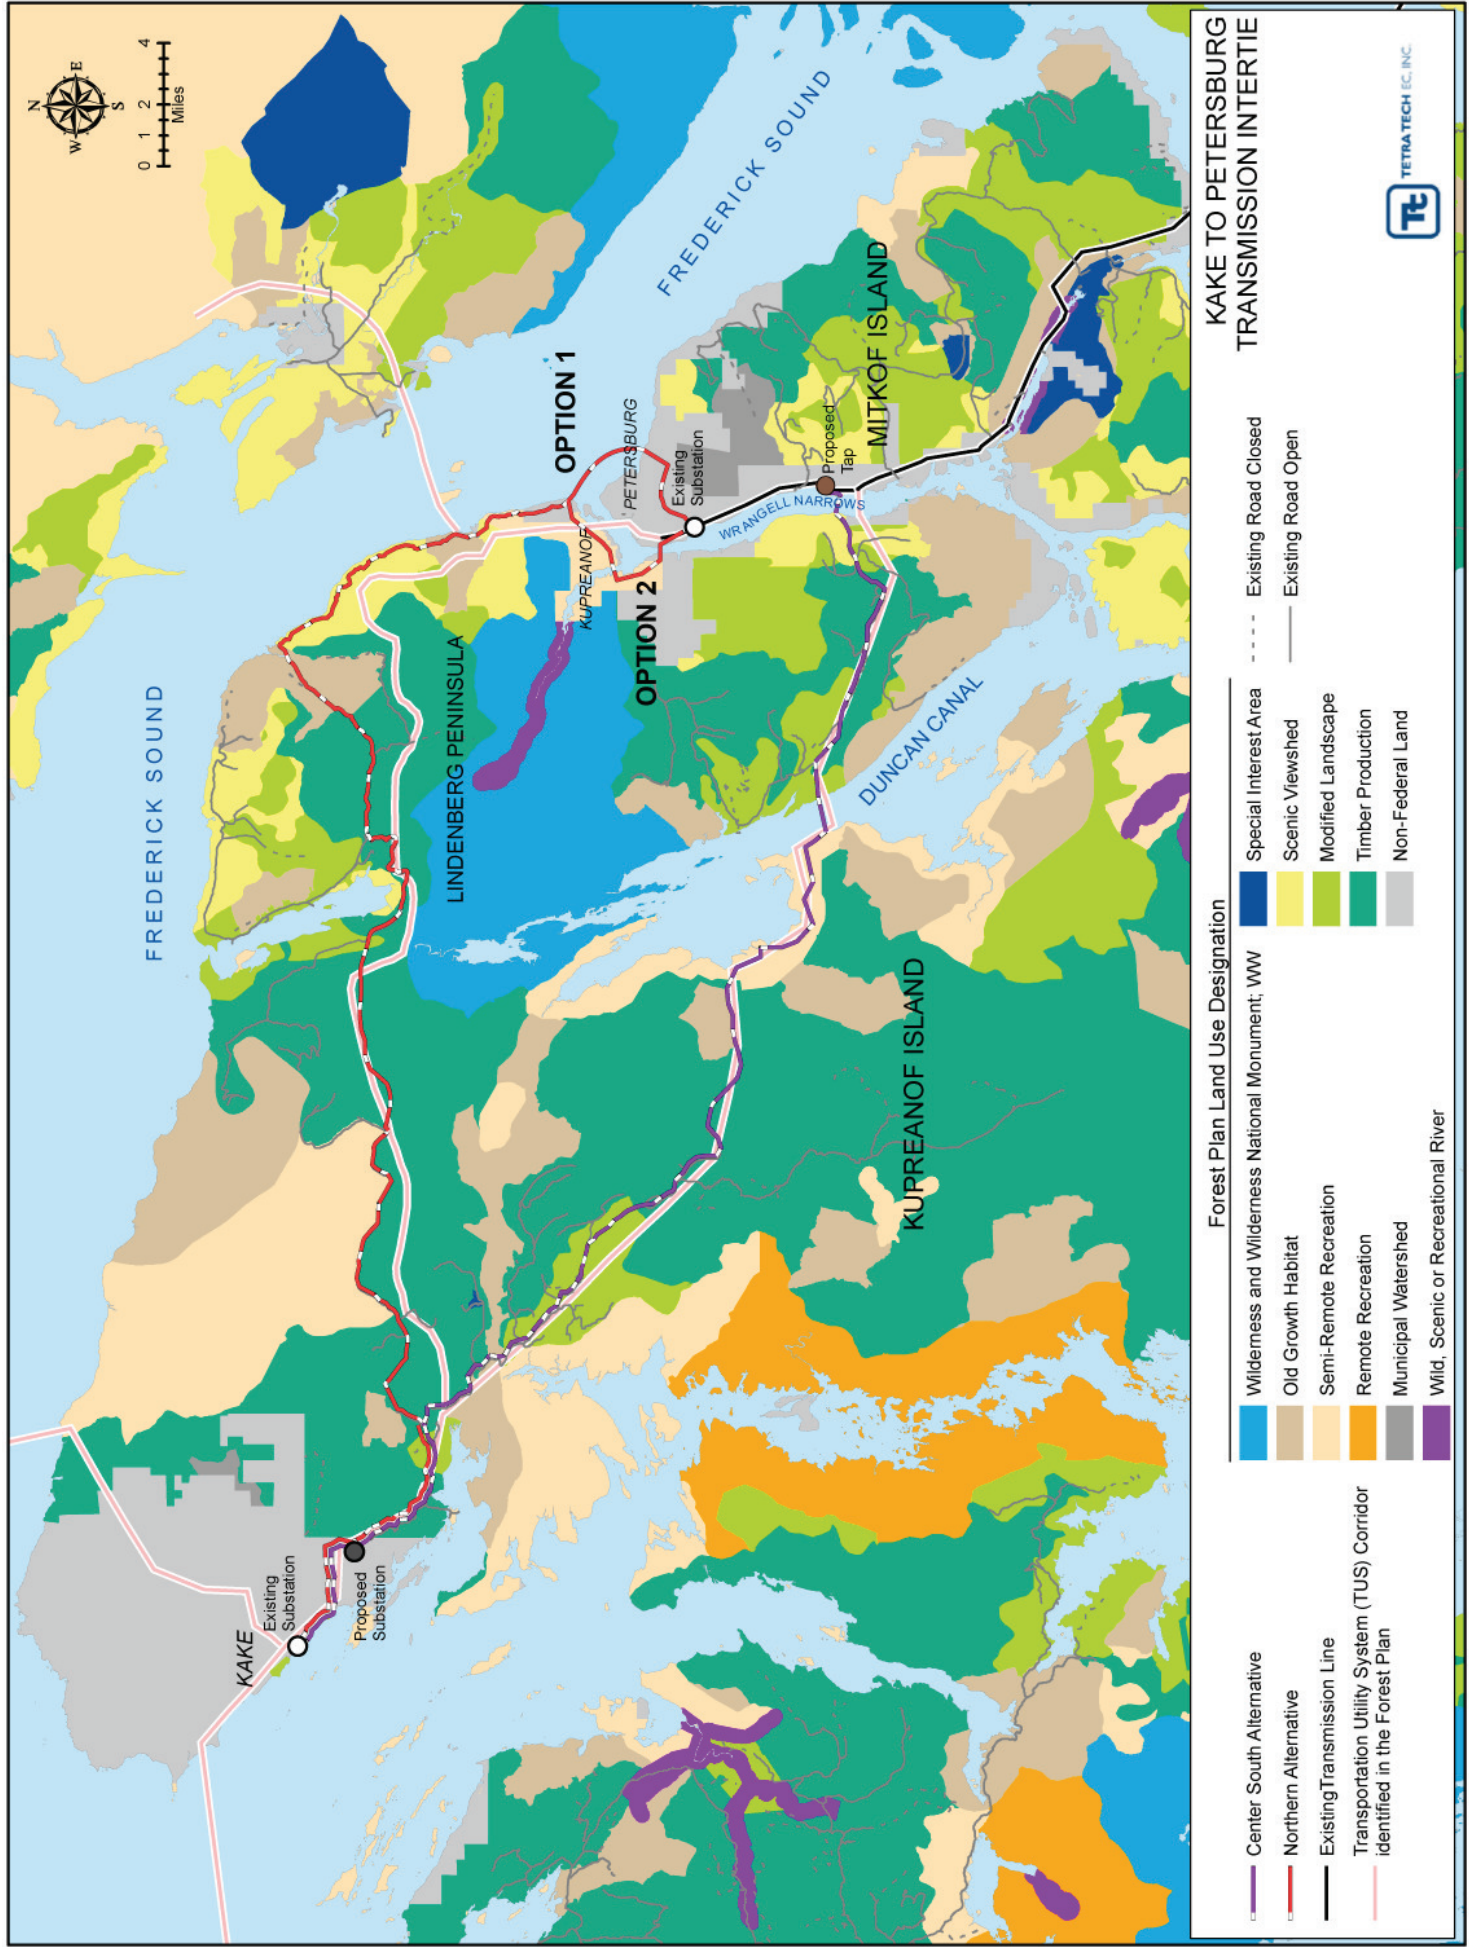 N
W
E
S
0 1 2 4
Miles
FREDERICK SOUND
FREDERICK SOUND
KAKE
Existing
Substation
Proposed
Substation
LINDENBERG PENINSULA
OPTION 1
PETERSBURG
KUPREANOF
OPTION 2
Existing
Substation
WRANGELL NARROWS
Proposed
Tap
MITKOF ISLAND
DUNCAN CANAL
KUPREANOF ISLAND
Center South Alternative
Northern Alternative
ExistingTransmission Line
Transportation Utility System (TUS) Corridor
identified in the Forest Plan
Forest Plan Land Use Designation
Wilderness and Wilderness National Monument; WW
Old Growth Habitat
Semi-Remote Recreation
Remote Recreation
Municipal Watershed
Wild, Scenic or Recreational River
Special Interest Area
Scenic Viewshed
Modified Landscape
Timber Production
Non-Federal Land
Existing Road Closed
Existing Road Open
KAKE TO PETERSBURG
TRANSMISSION INTERTIE
Tt
TETRA TECH EC, INC.